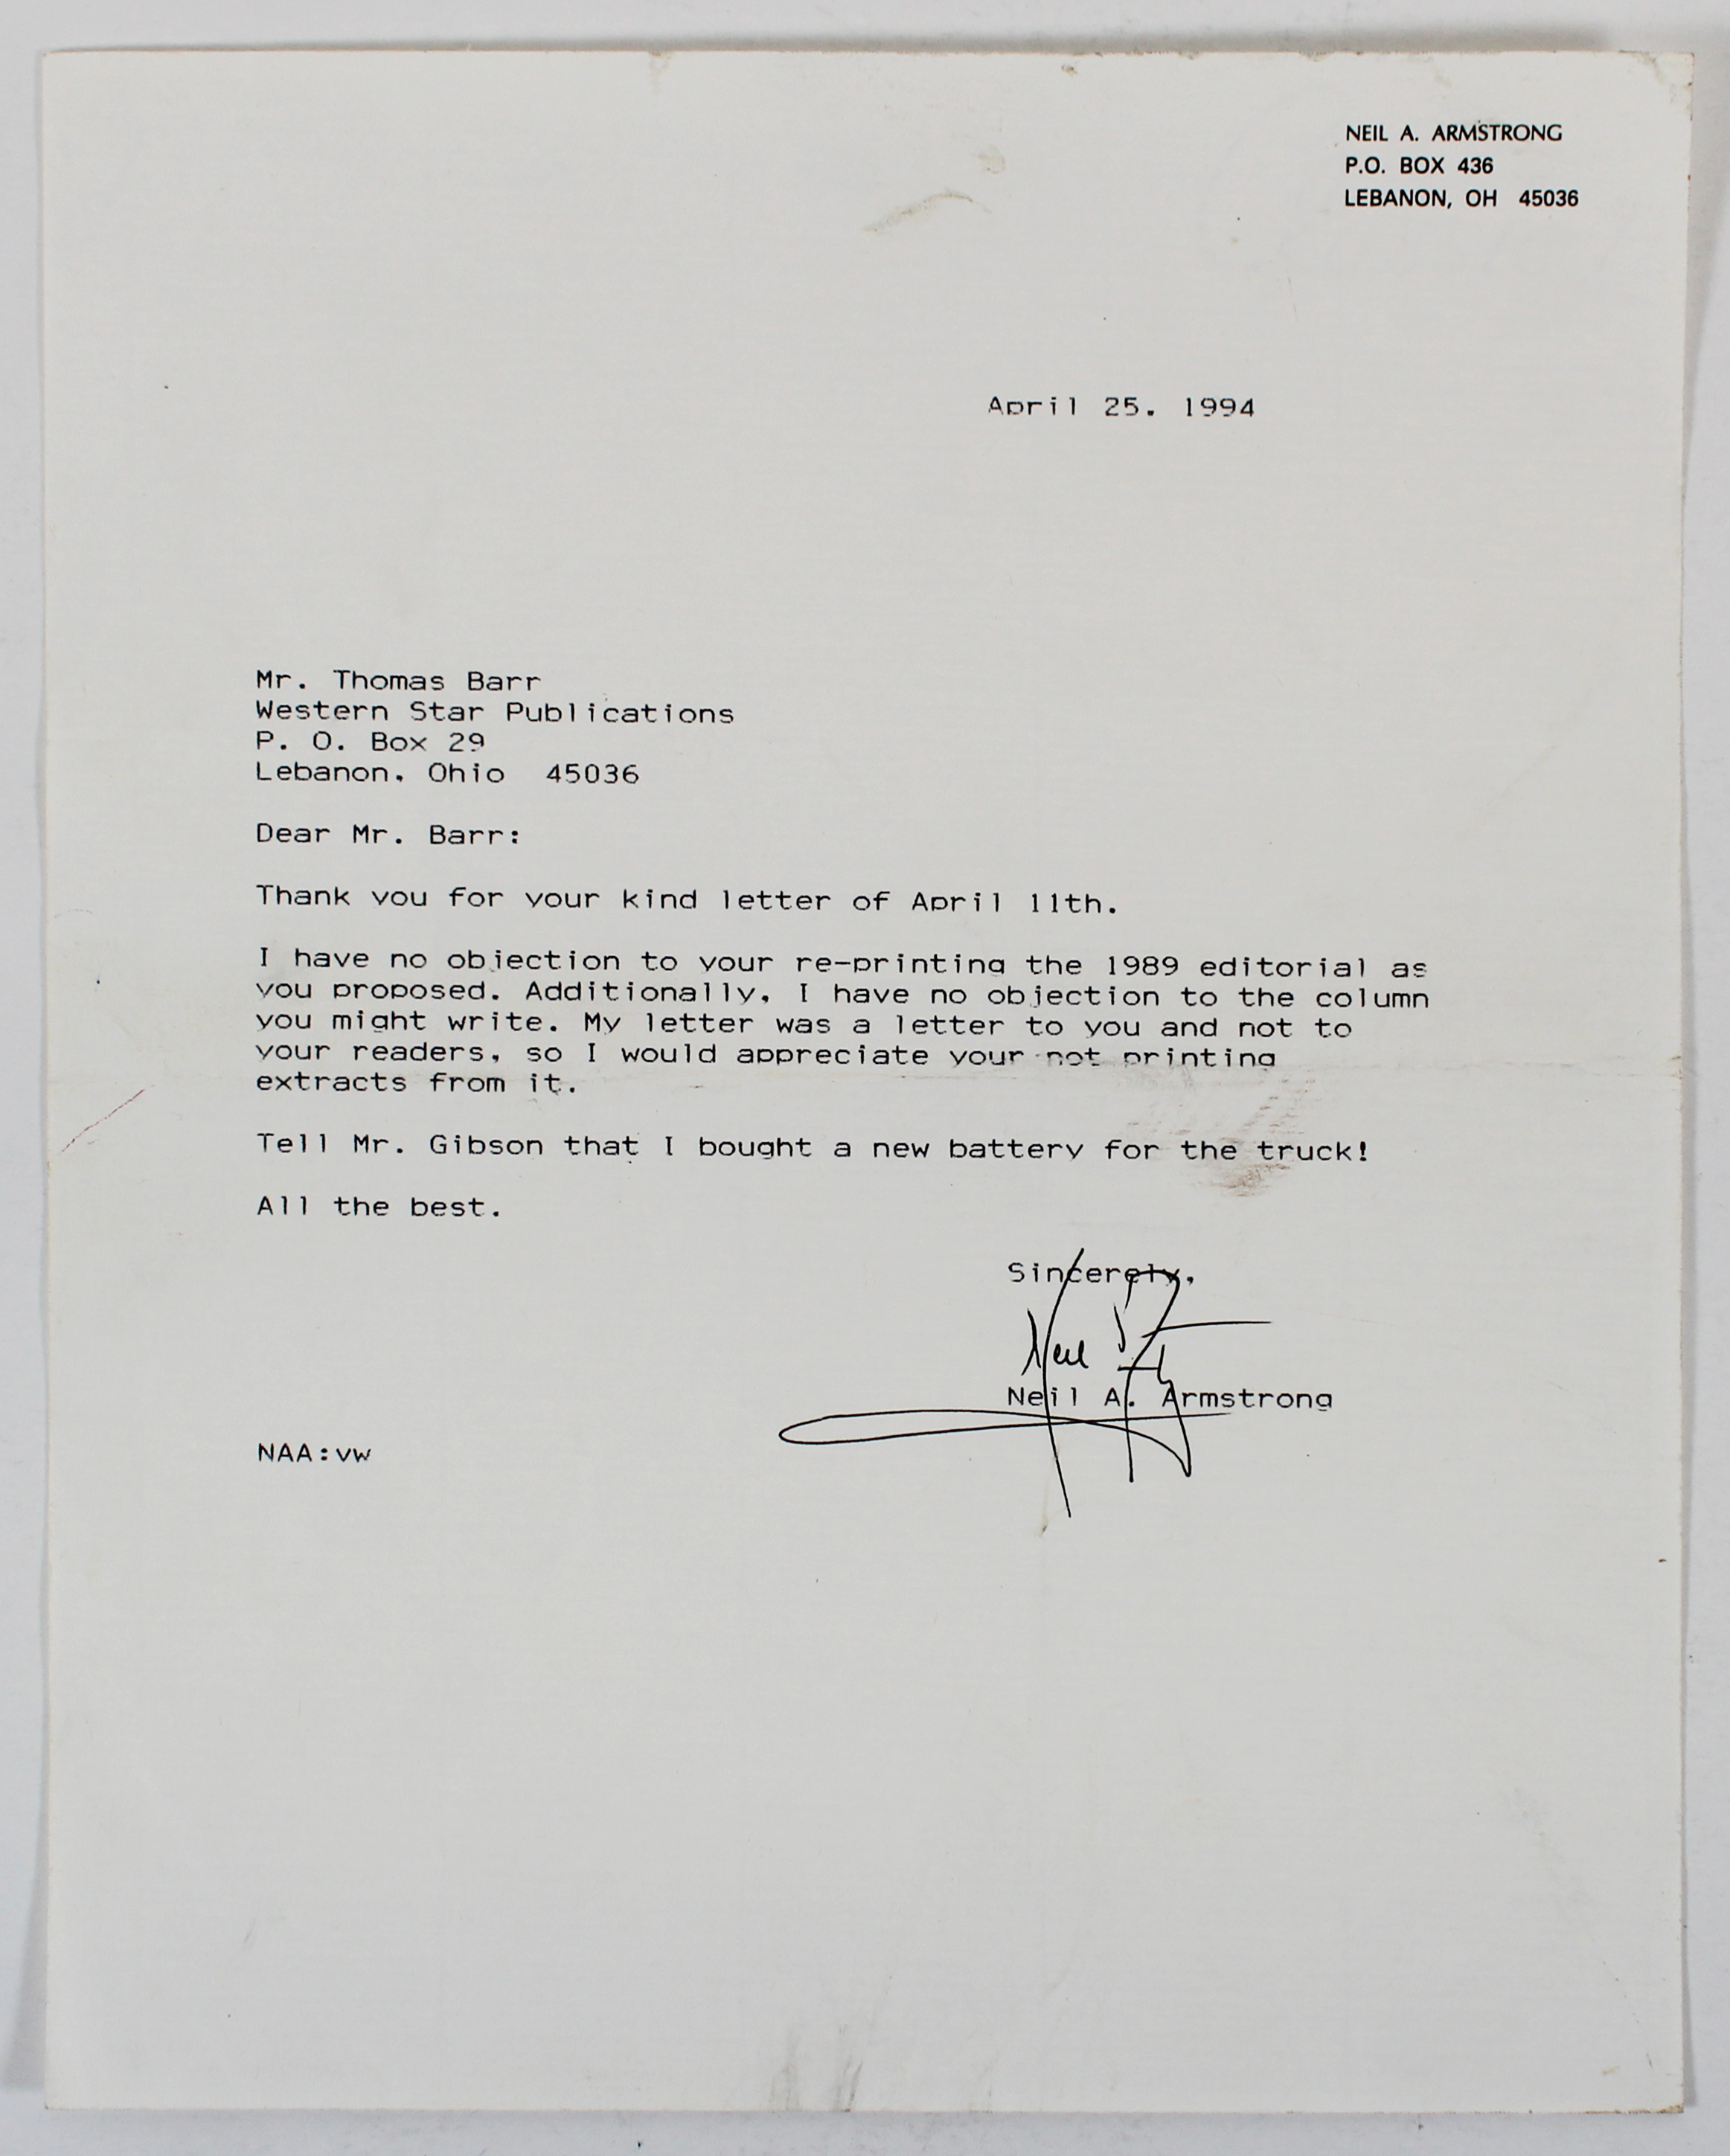 NEIL A. ARMSTRONG
P.O. BOX 436
LEBANON, OH 45036
April 25, 1994
Mr. Thomas Barr
Western Star Publications
P. O. Box 29
Lebanon, Ohio 45036
Dear Mr. Barr:
Thank you for your kind letter of April 11th.
I have no objection to your re-printing the 1989 editorial as
you proposed. Additionally, I have no objection to the column
you might write. My letter was a letter to you and not to
your readers, so I would appreciate your not printing
extracts from it.
Tell Mr. Gibson that I bought a new battery for the truck!
All the best.
Sincerely,
Neil Armstrong
Neil A. Armstrong
NAA:vw